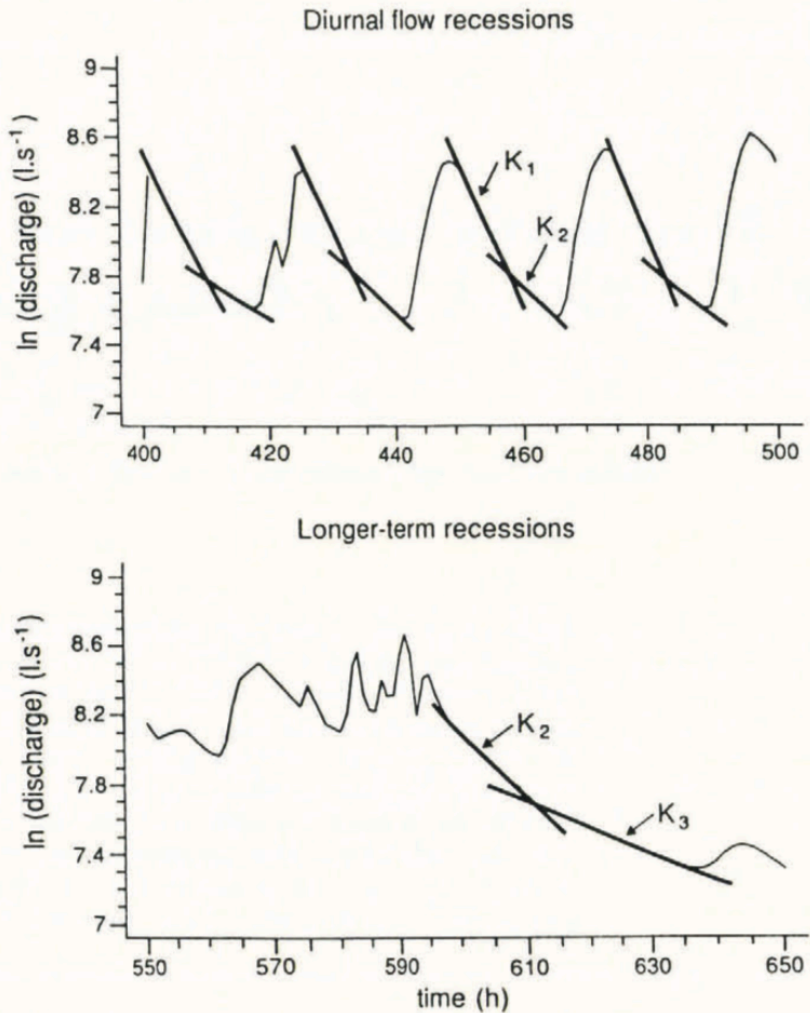 Diurnal flow recessions
ln (discharge) (l.s⁻¹)
9
8.6
8.2
7.8
7.4
7
K₁
K₂
400 420 440 460 480 500
Longer-term recessions
ln (discharge) (l.s⁻¹)
9
8.6
8.2
7.8
7.4
7
K₂
K₃
550 570 590 610 630 650
time (h)